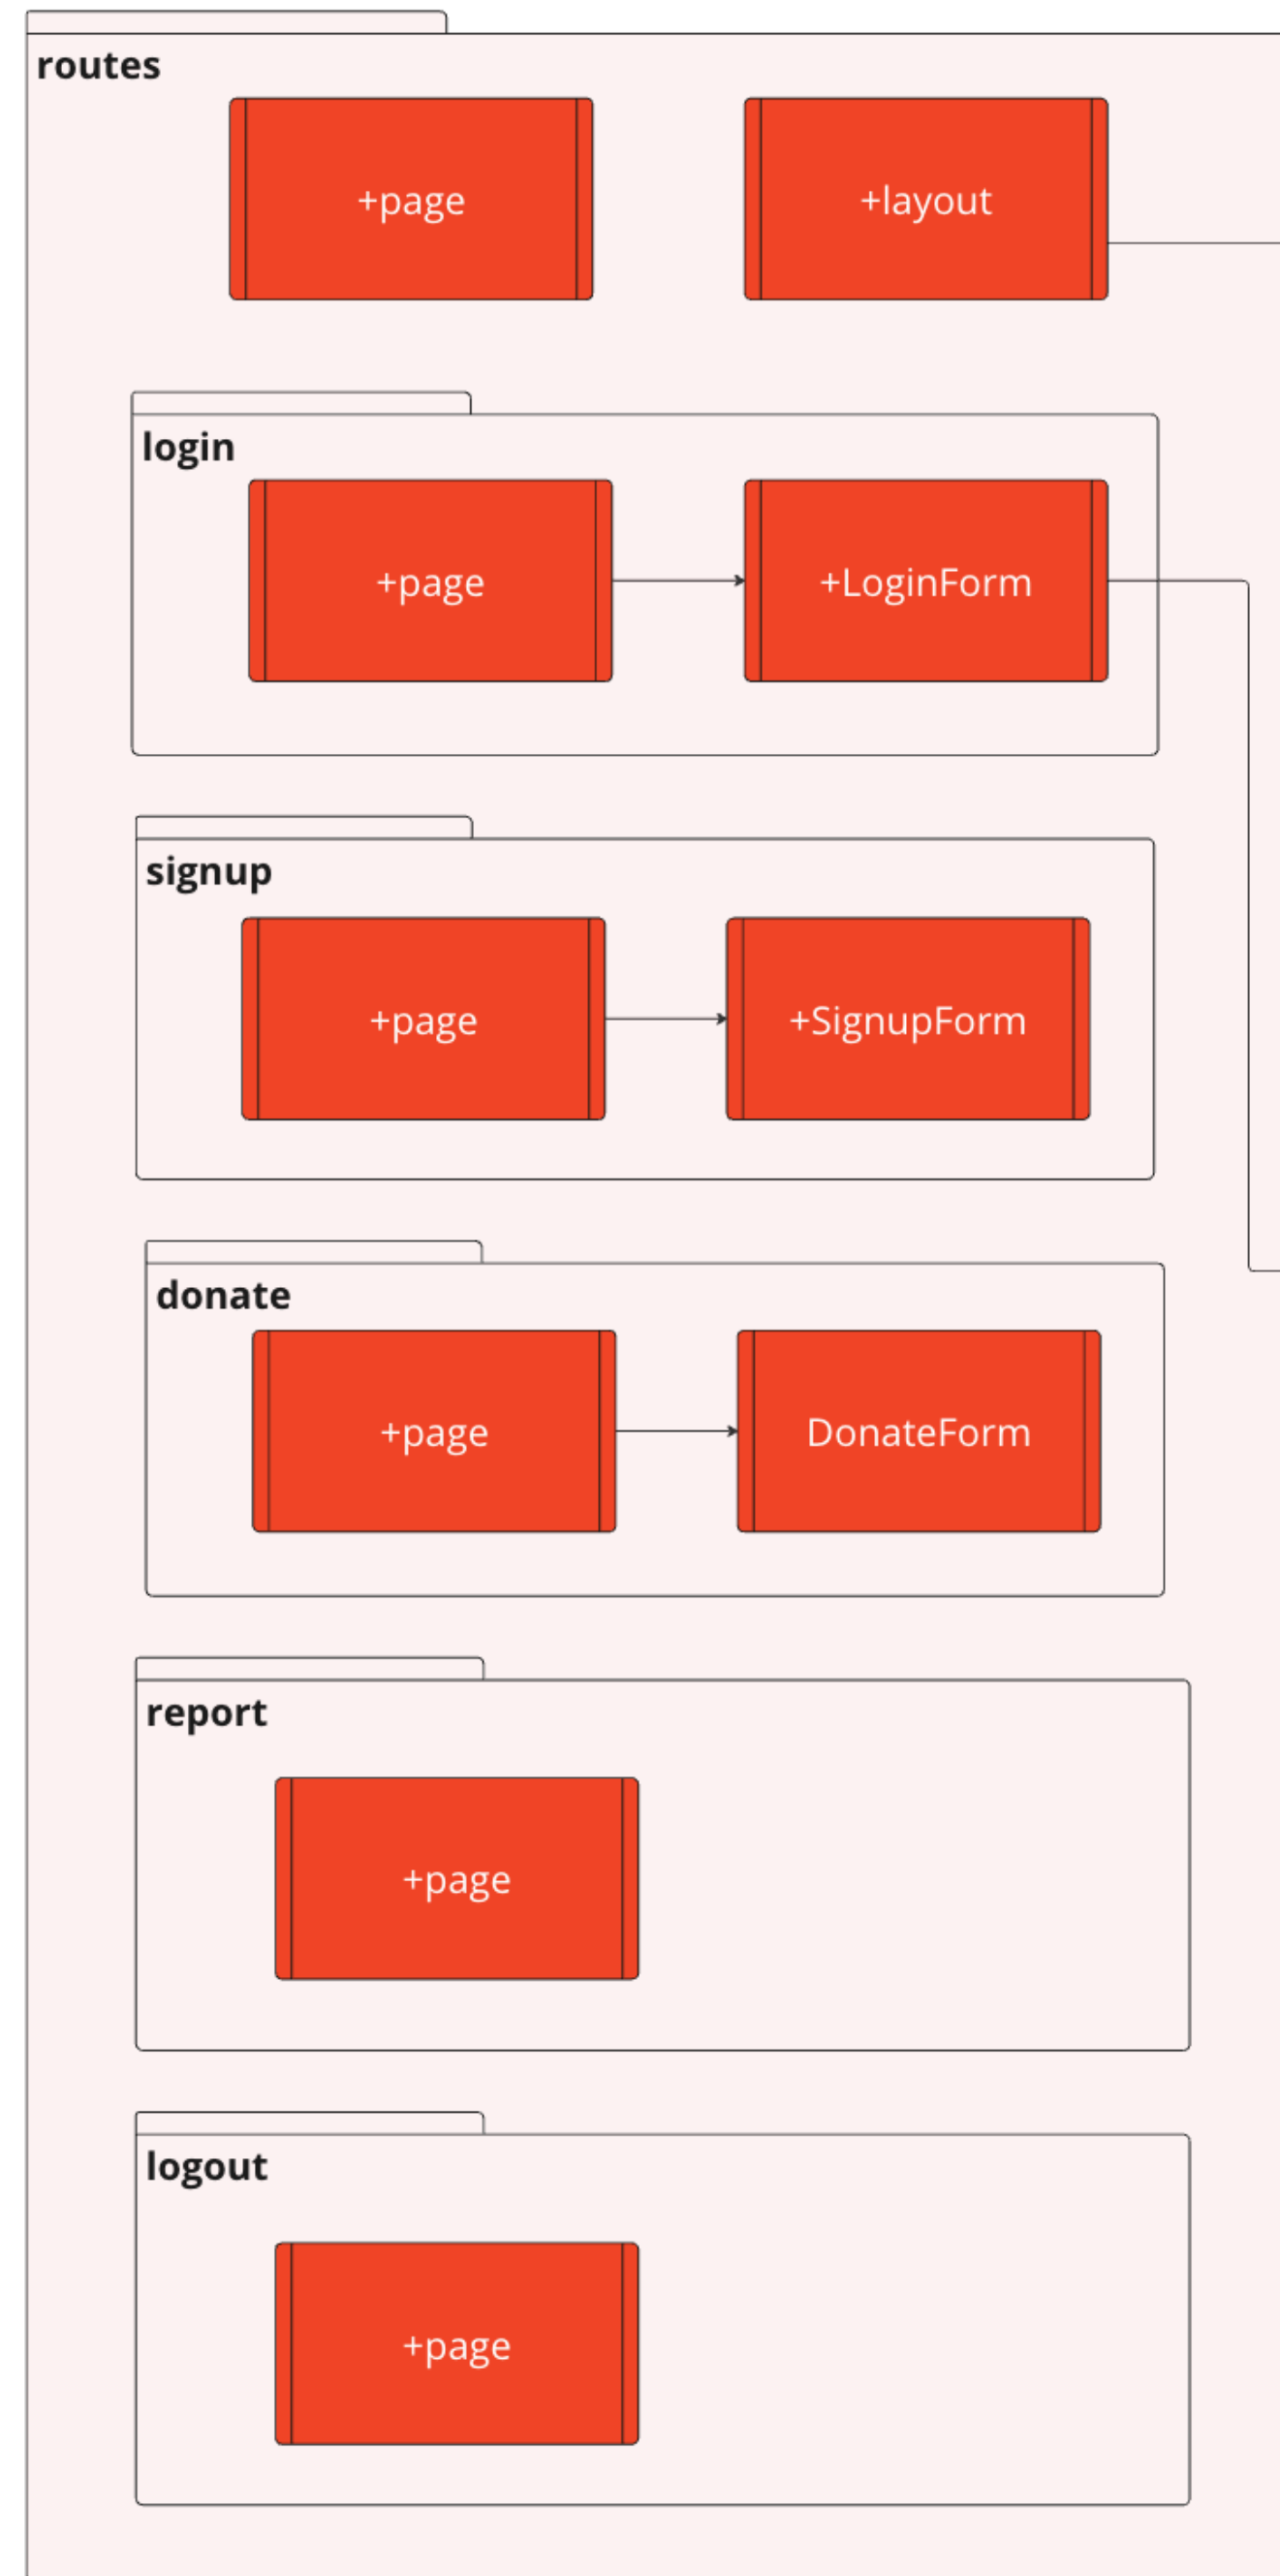 routes
+page
+layout
login
+page
+LoginForm
signup
+page
+SignupForm
donate
+page
DonateForm
report
+page
logout
+page